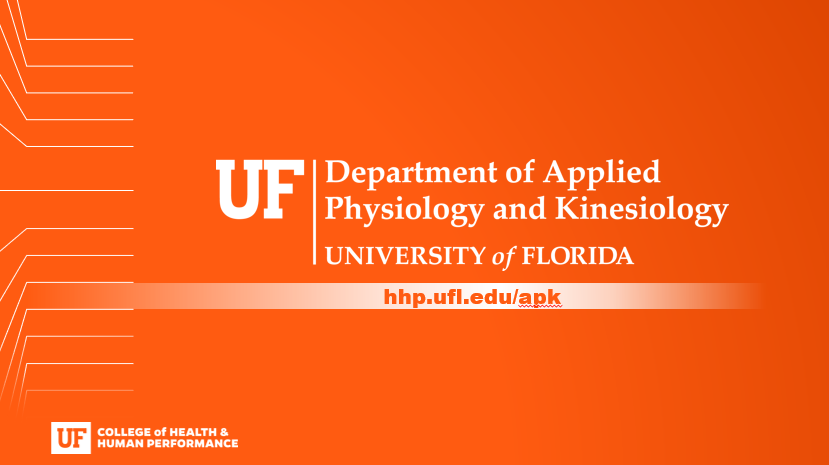 UF
Department of Applied
Physiology and Kinesiology
UNIVERSITY of FLORIDA
hhp.ufl.edu/apk
UF
COLLEGE of HEALTH &
HUMAN PERFORMANCE